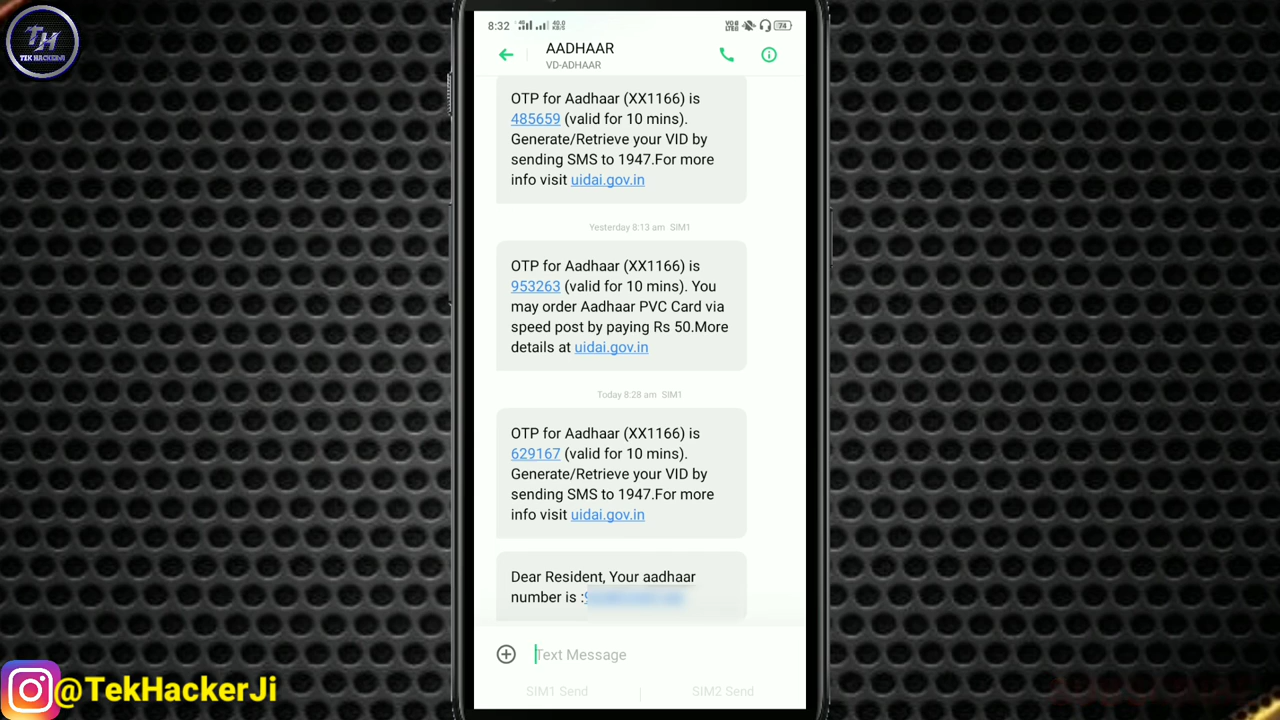 TH
TEK HACKERJI
8:32
74
AADHAAR
VD-ADHAAR
OTP for Aadhaar (XX1166) is
485659 (valid for 10 mins).
Generate/Retrieve your VID by
sending SMS to 1947.For more
info visit uidai.gov.in
Yesterday 8:13 am SIM1
OTP for Aadhaar (XX1166) is
953263 (valid for 10 mins). You
may order Aadhaar PVC Card via
speed post by paying Rs 50.More
details at uidai.gov.in
Today 8:28 am SIM1
OTP for Aadhaar (XX1166) is
629167 (valid for 10 mins).
Generate/Retrieve your VID by
sending SMS to 1947.For more
info visit uidai.gov.in
Dear Resident, Your aadhaar
number is :
Text Message
SIM1 Send
SIM2 Send
@TekHackerJi